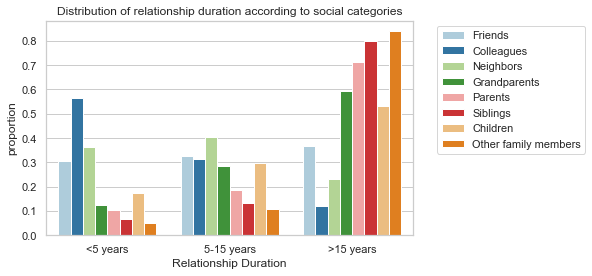 Distribution of relationship duration according to social categories
proportion
0.8
0.7
0.6
0.5
0.4
0.3
0.2
0.1
0.0
<5 years
5-15 years
>15 years
Relationship Duration
Friends
Colleagues
Neighbors
Grandparents
Parents
Siblings
Children
Other family members